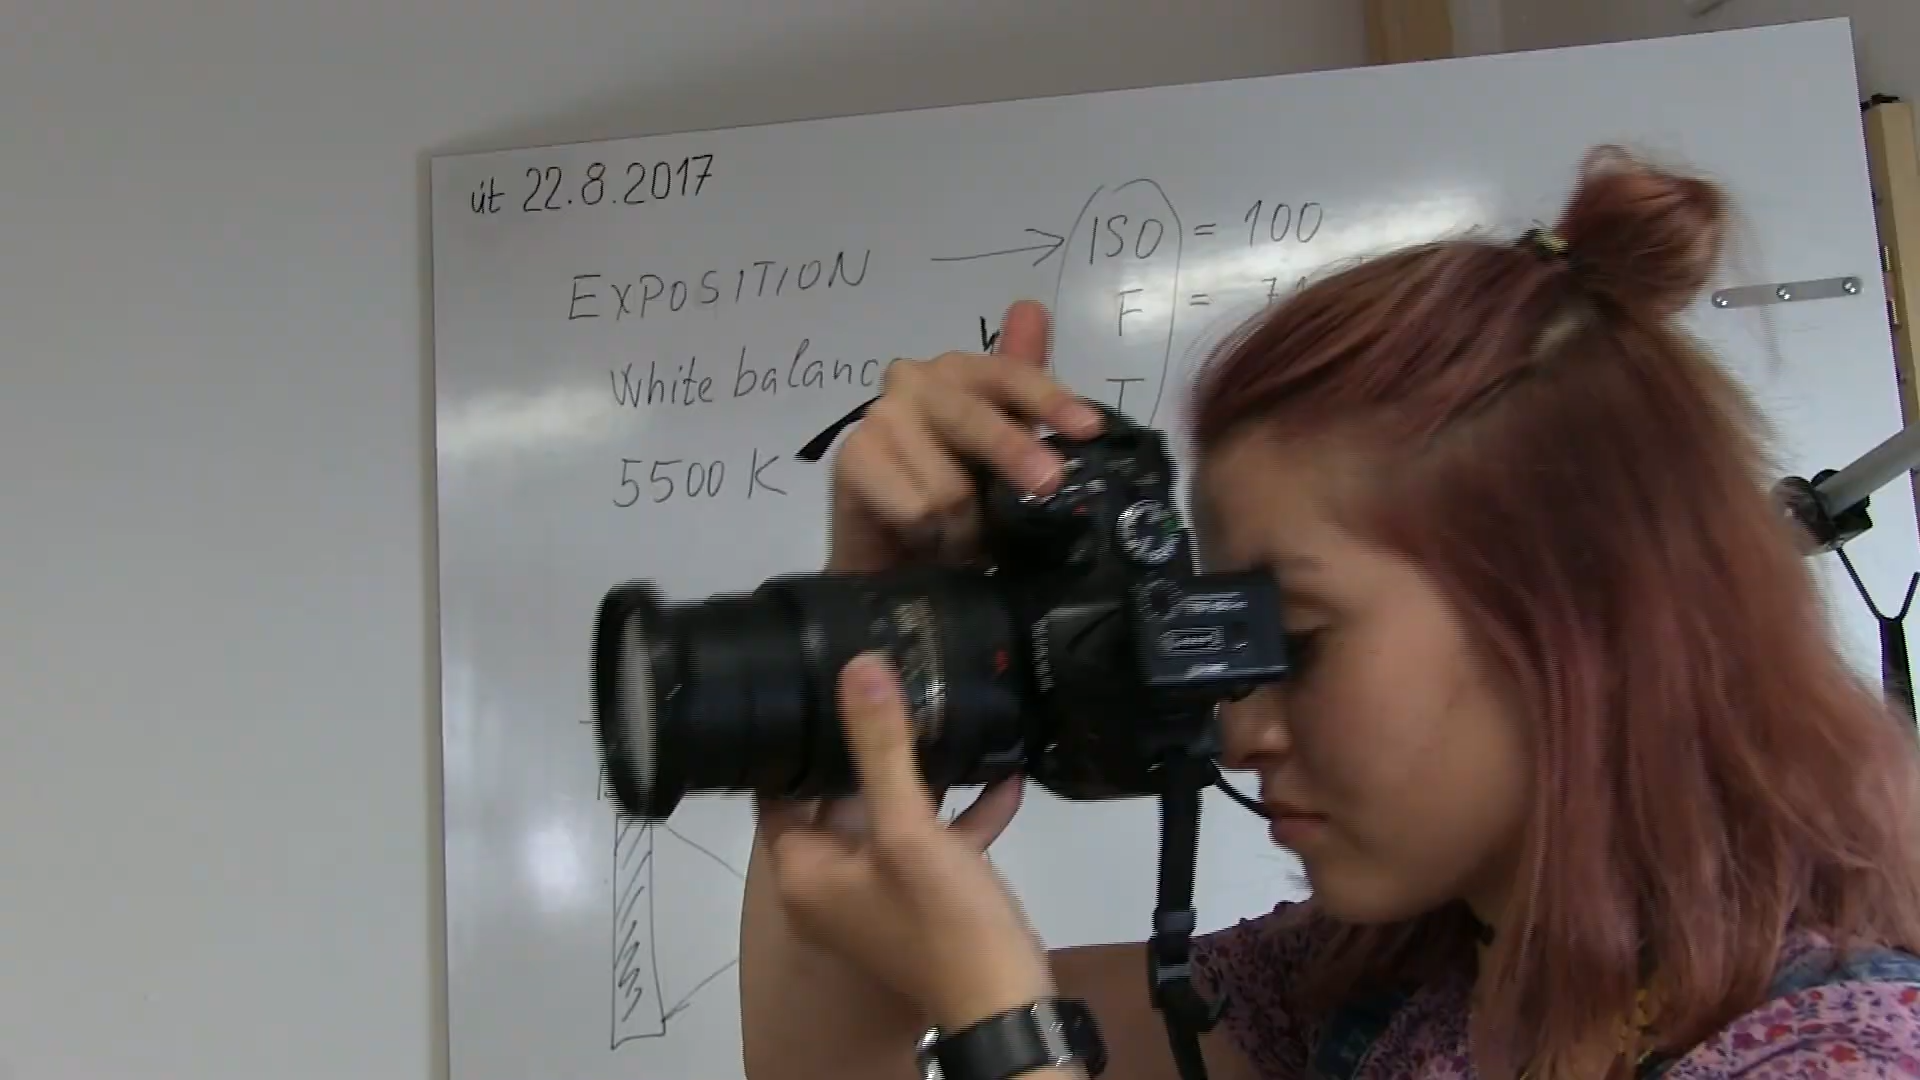 út 22.8.2017
EXPOSITION → ISO = 100
F =
White balanc
T
5500 K